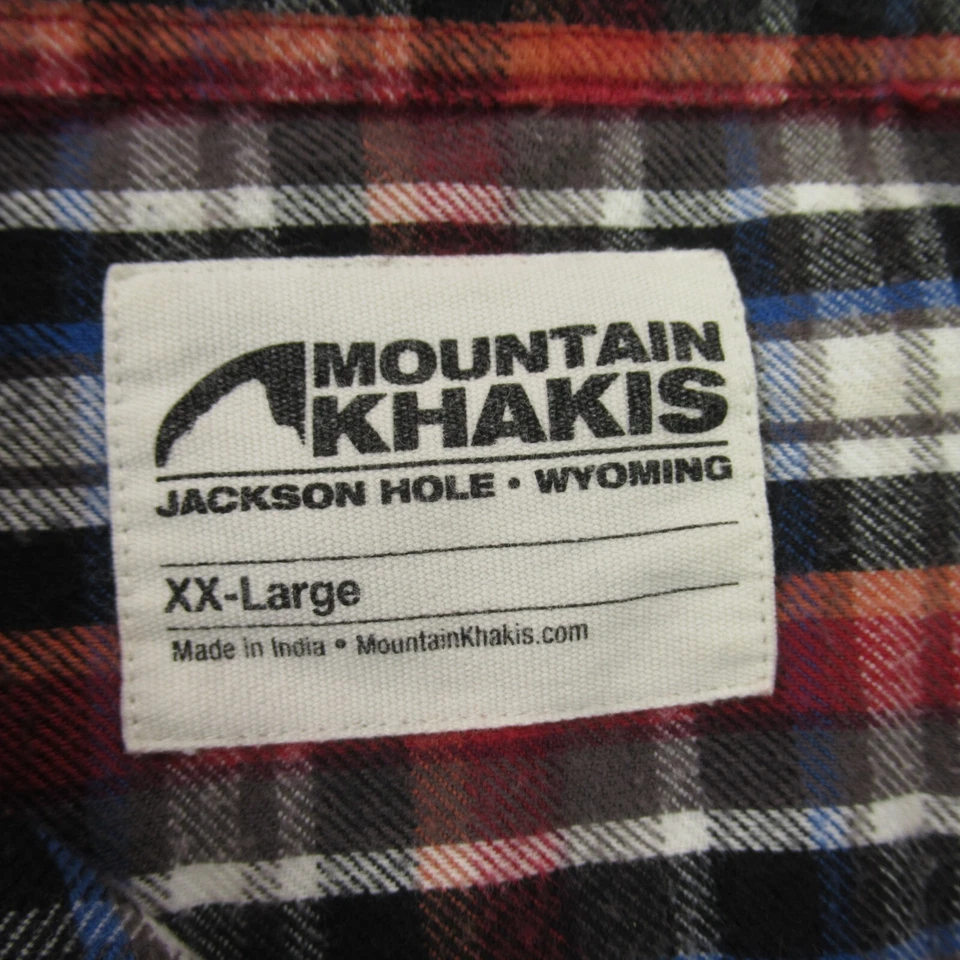 MOUNTAIN
KHAKIS
JACKSON HOLE • WYOMING
XX-Large
Made in India • MountainKhakis.com